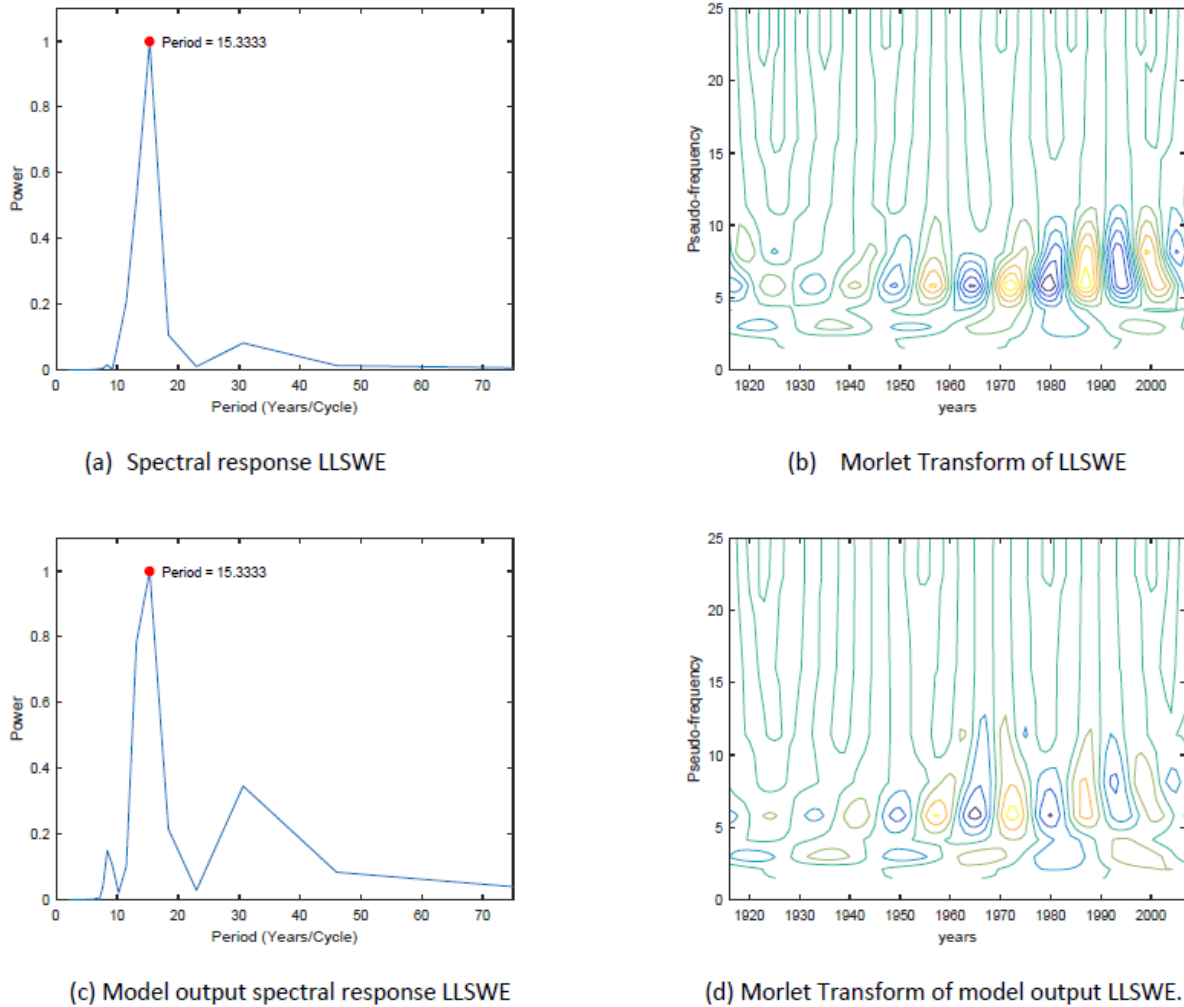 1
0.8
0.6
0.4
0.2
0
Power
Period = 15.3333
0 10 20 30 40 50 60 70
Period (Years/Cycle)
(a) Spectral response LLSWE
25
20
15
10
5
0
Pseudo-frequency
1920 1930 1940 1950 1960 1970 1980 1990 2000
years
(b) Morlet Transform of LLSWE
1
0.8
0.6
0.4
0.2
0
Power
Period = 15.3333
0 10 20 30 40 50 60 70
Period (Years/Cycle)
(c) Model output spectral response LLSWE
25
20
15
10
5
0
Pseudo-frequency
1920 1930 1940 1950 1960 1970 1980 1990 2000
years
(d) Morlet Transform of model output LLSWE.